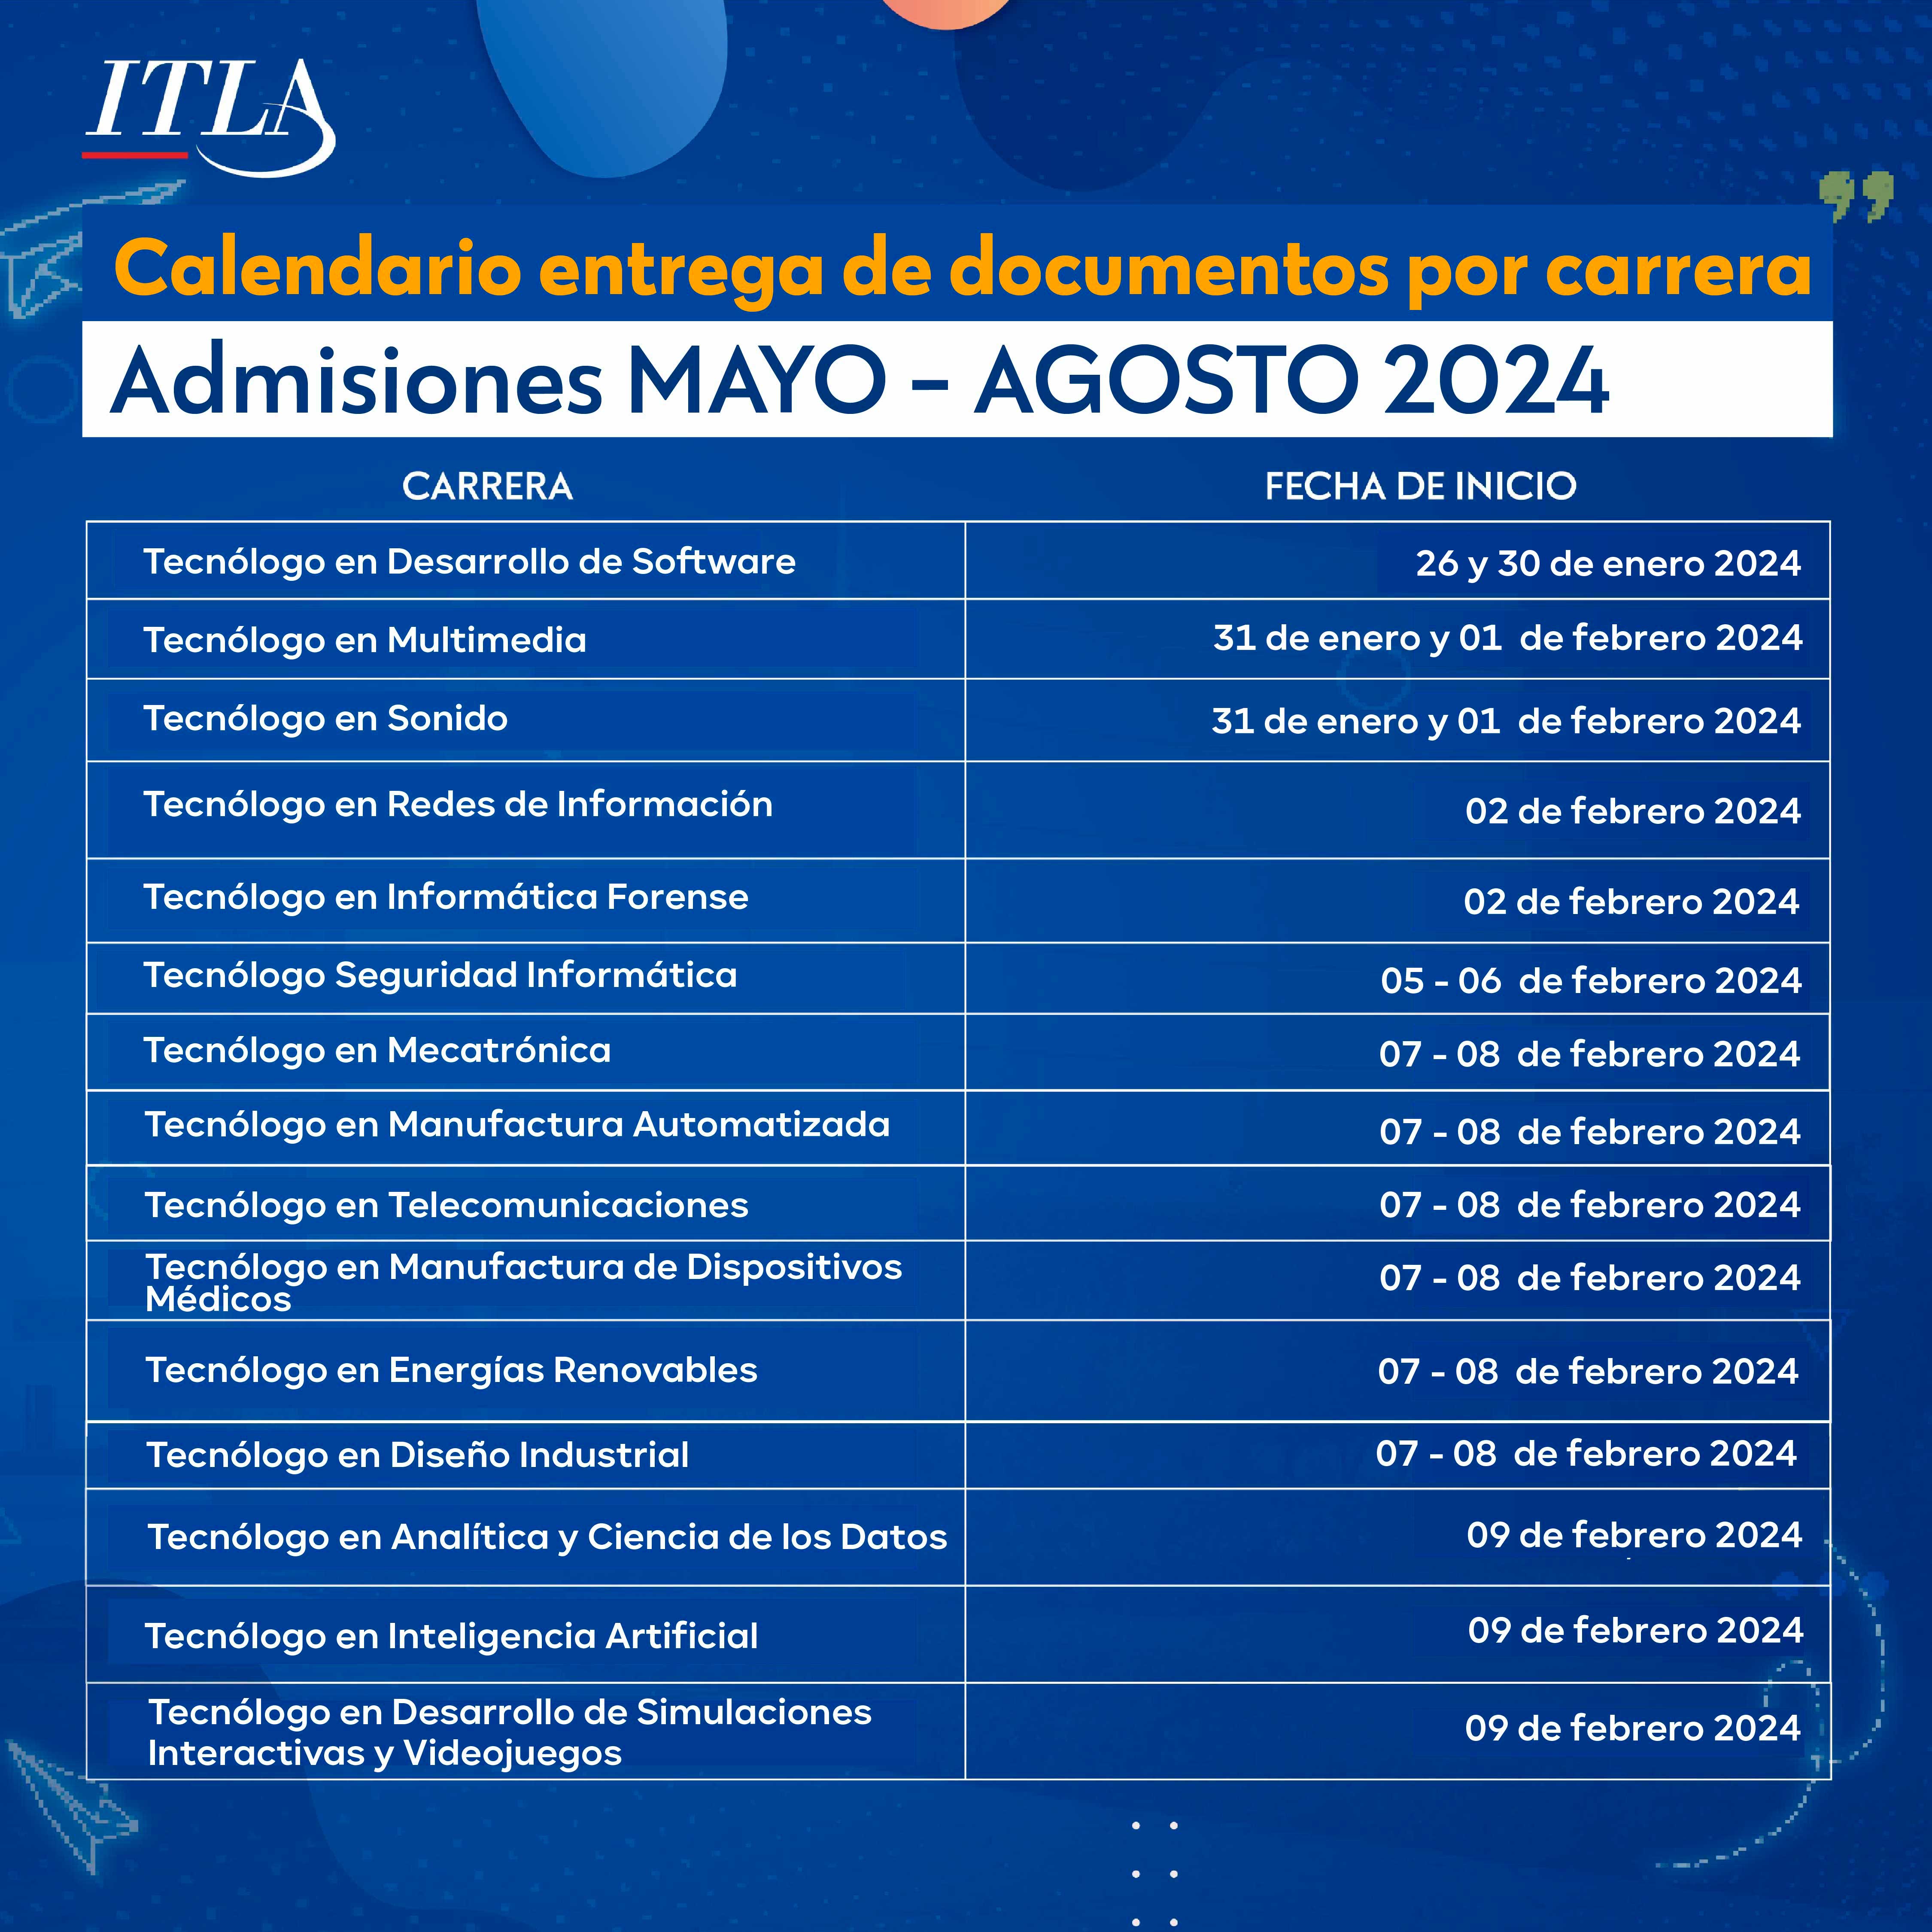 ITLA
Calendario entrega de documentos por carrera
Admisiones MAYO - AGOSTO 2024
CARRERA FECHA DE INICIO
Tecnólogo en Desarrollo de Software 26 y 30 de enero 2024
Tecnólogo en Multimedia 31 de enero y 01 de febrero 2024
Tecnólogo en Sonido 31 de enero y 01 de febrero 2024
Tecnólogo en Redes de Información 02 de febrero 2024
Tecnólogo en Informática Forense 02 de febrero 2024
Tecnólogo Seguridad Informática 05 - 06 de febrero 2024
Tecnólogo en Mecatrónica 07 - 08 de febrero 2024
Tecnólogo en Manufactura Automatizada 07 - 08 de febrero 2024
Tecnólogo en Telecomunicaciones 07 - 08 de febrero 2024
Tecnólogo en Manufactura de Dispositivos
Médicos 07 - 08 de febrero 2024
Tecnólogo en Energías Renovables 07 - 08 de febrero 2024
Tecnólogo en Diseño Industrial 07 - 08 de febrero 2024
Tecnólogo en Analítica y Ciencia de los Datos 09 de febrero 2024
Tecnólogo en Inteligencia Artificial 09 de febrero 2024
Tecnólogo en Desarrollo de Simulaciones
Interactivas y Videojuegos 09 de febrero 2024